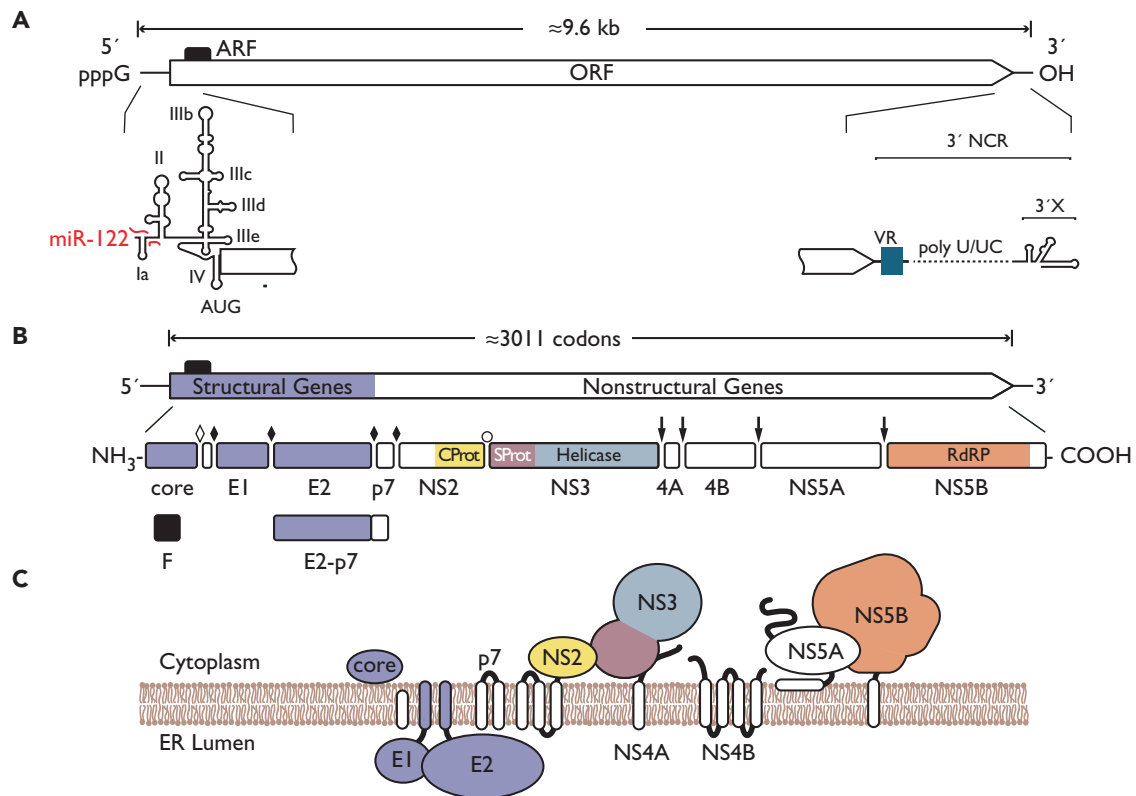 A
≈9.6 kb
5´ ARF 3´
pppG ORF OH
IIIb
3´ NCR
II
IIIc
IIId
3´X
miR-122 IIIe
VR poly U/UC
Ia IV
AUG
B
≈3011 codons
5´ Structural Genes Nonstructural Genes 3´
NH3- CProt SProt Helicase RdRP COOH
core E1 E2 p7 NS2 NS3 4A 4B NS5A NS5B
F E2-p7
C
NS3 NS5B
Cytoplasm core p7 NS2 NS5A
ER Lumen
E1 E2 NS4A NS4B